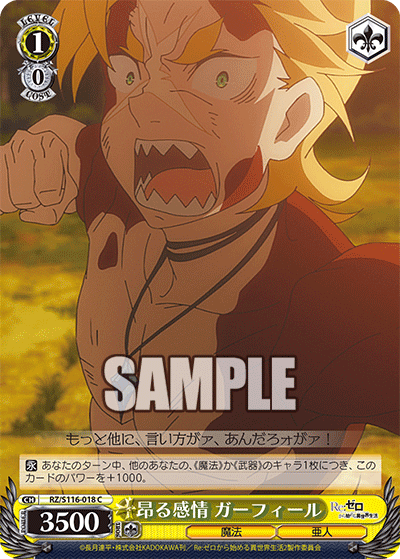 LEVEL
1
0
COST
SAMPLE
もっと他に、言い方がァ、あんだろォがァ！
永 あなたのターン中、他のあなたの、《魔法》か《武器》のキャラ1枚につき、こ
のカードのパワーを+1000。
CH RZ/S116-018 C
3500
昂る感情 ガーフィール
Re:ゼロ
から始める異世界生活
魔法 亜人
©長月達平・株式会社KADOKAWA刊／Re:ゼロから始める異世界生活2製作委員会